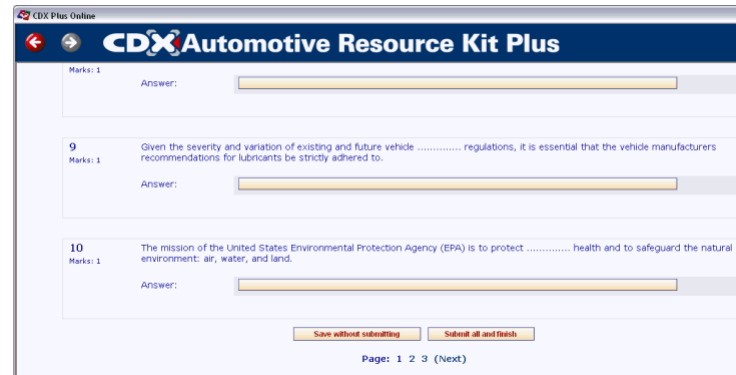 CDX Plus Online
CDX Automotive Resource Kit Plus
Marks: 1
Answer:
9
Marks: 1
Given the severity and variation of existing and future vehicle .............. regulations, it is essential that the vehicle manufacturers
recommendations for lubricants be strictly adhered to.
Answer:
10
Marks: 1
The mission of the United States Environmental Protection Agency (EPA) is to protect .............. health and to safeguard the natural
environment: air, water, and land.
Answer:
Save without submitting Submit all and finish
Page: 1 2 3 (Next)